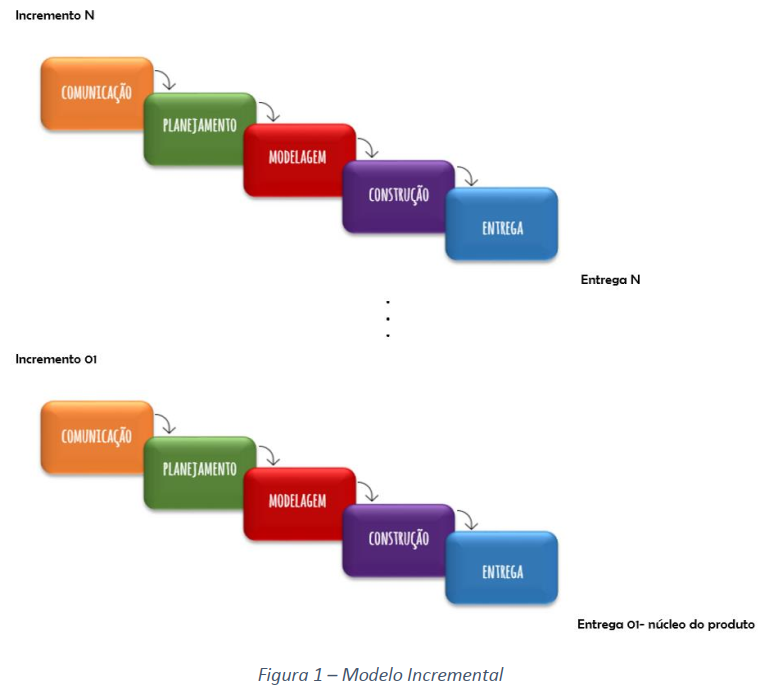 Incremento N
COMUNICAÇÃO
PLANEJAMENTO
MODELAGEM
CONSTRUÇÃO
ENTREGA
Entrega N
Incremento 01
COMUNICAÇÃO
PLANEJAMENTO
MODELAGEM
CONSTRUÇÃO
ENTREGA
Entrega 01- núcleo do produto
Figura 1 – Modelo Incremental